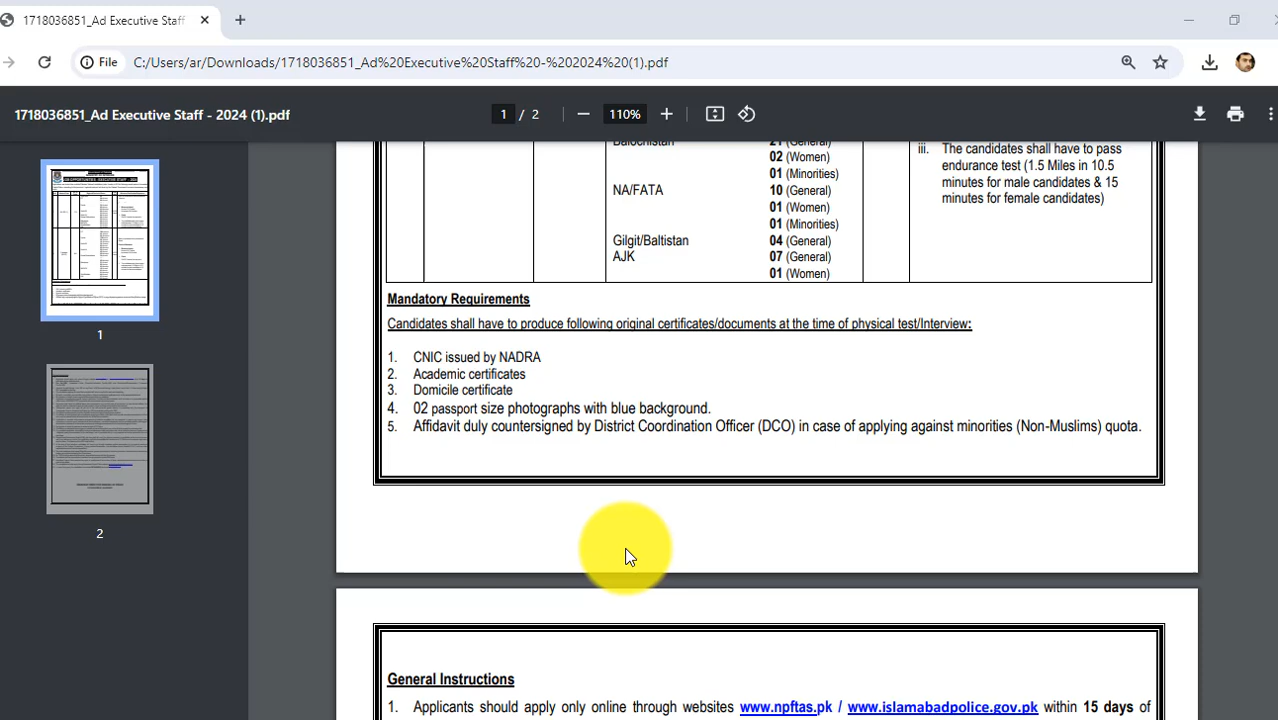 1718036851_Ad Executive Staff
File
C:/Users/ar/Downloads/1718036851_Ad%20Executive%20Staff%20-%202024%20(1).pdf
1718036851_Ad Executive Staff - 2024 (1).pdf
1 / 2
110%
Balochistan 21 (General)
02 (Women)
01 (Minorities)
NA/FATA 10 (General)
01 (Women)
01 (Minorities)
Gilgit/Baltistan 04 (General)
AJK 07 (General)
01 (Women)
iii. The candidates shall have to pass
endurance test (1.5 Miles in 10.5
minutes for male candidates & 15
minutes for female candidates)
Mandatory Requirements
Candidates shall have to produce following original certificates/documents at the time of physical test/Interview:
1. CNIC issued by NADRA
2. Academic certificates
3. Domicile certificate
4. 02 passport size photographs with blue background.
5. Affidavit duly countersigned by District Coordination Officer (DCO) in case of applying against minorities (Non-Muslims) quota.
1
2
General Instructions
1. Applicants should apply only online through websites www.npftas.pk / www.islamabadpolice.gov.pk within 15 days of